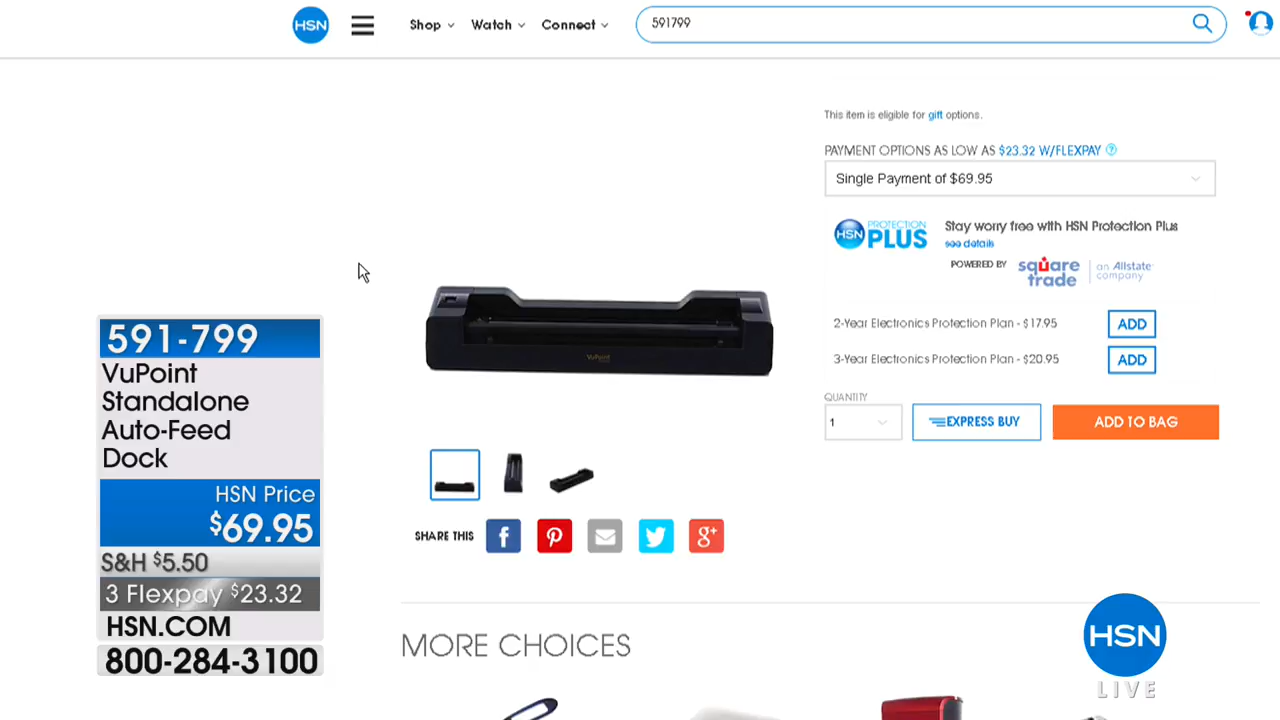 HSN
Shop
Watch
Connect
591799
This item is eligible for gift options.
PAYMENT OPTIONS AS LOW AS $23.32 W/FLEXPAY ?
Single Payment of $69.95
HSN PROTECTION PLUS
Stay worry free with HSN Protection Plus
see details
POWERED BY square trade an Allstate company
2-Year Electronics Protection Plan - $17.95 ADD
3-Year Electronics Protection Plan - $20.95 ADD
QUANTITY
1
EXPRESS BUY
ADD TO BAG
VuPoint
SHARE THIS
591-799
VuPoint
Standalone
Auto-Feed
Dock
HSN Price
$69.95
S&H $5.50
3 Flexpay $23.32
HSN.COM
800-284-3100
MORE CHOICES
HSN
LIVE